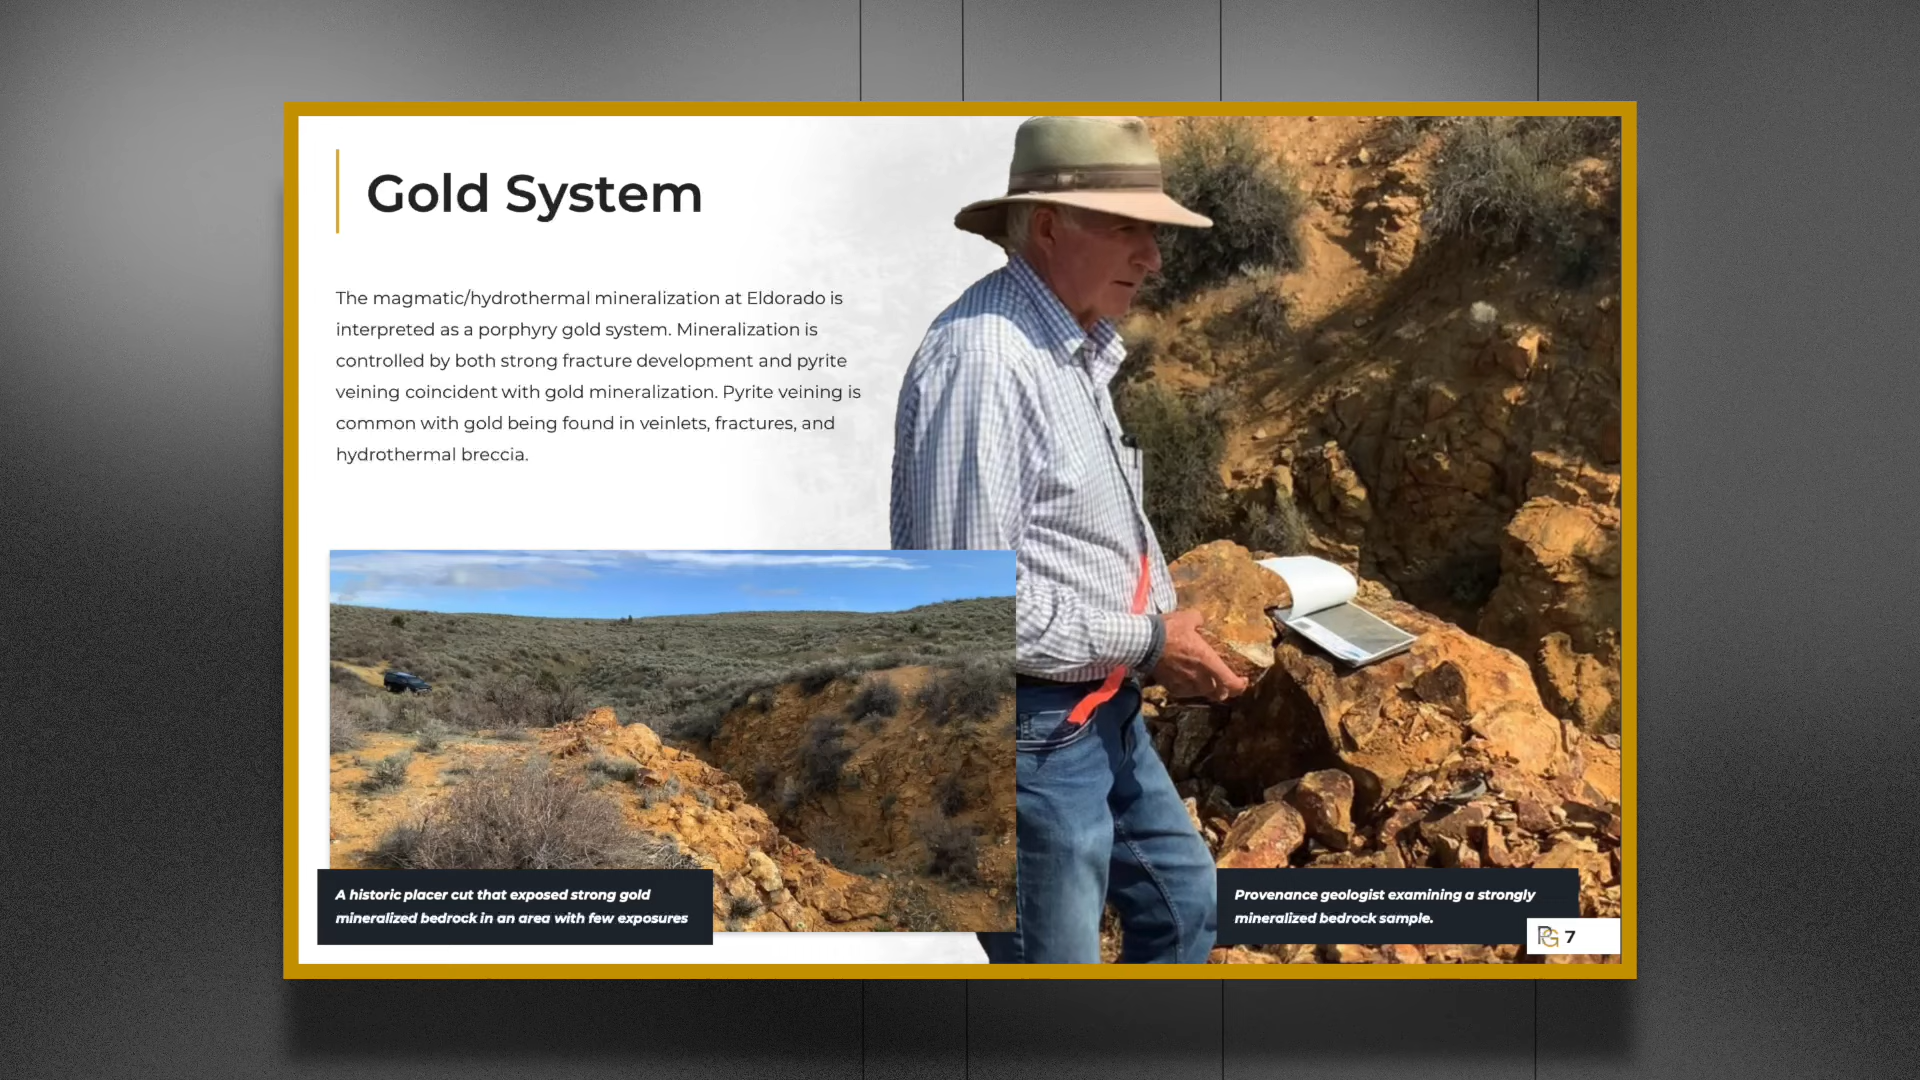 Gold System
The magmatic/hydrothermal mineralization at Eldorado is
interpreted as a porphyry gold system. Mineralization is
controlled by both strong fracture development and pyrite
veining coincident with gold mineralization. Pyrite veining is
common with gold being found in veinlets, fractures, and
hydrothermal breccia.
A historic placer cut that exposed strong gold
mineralized bedrock in an area with few exposures
Provenance geologist examining a strongly
mineralized bedrock sample.
PG 7